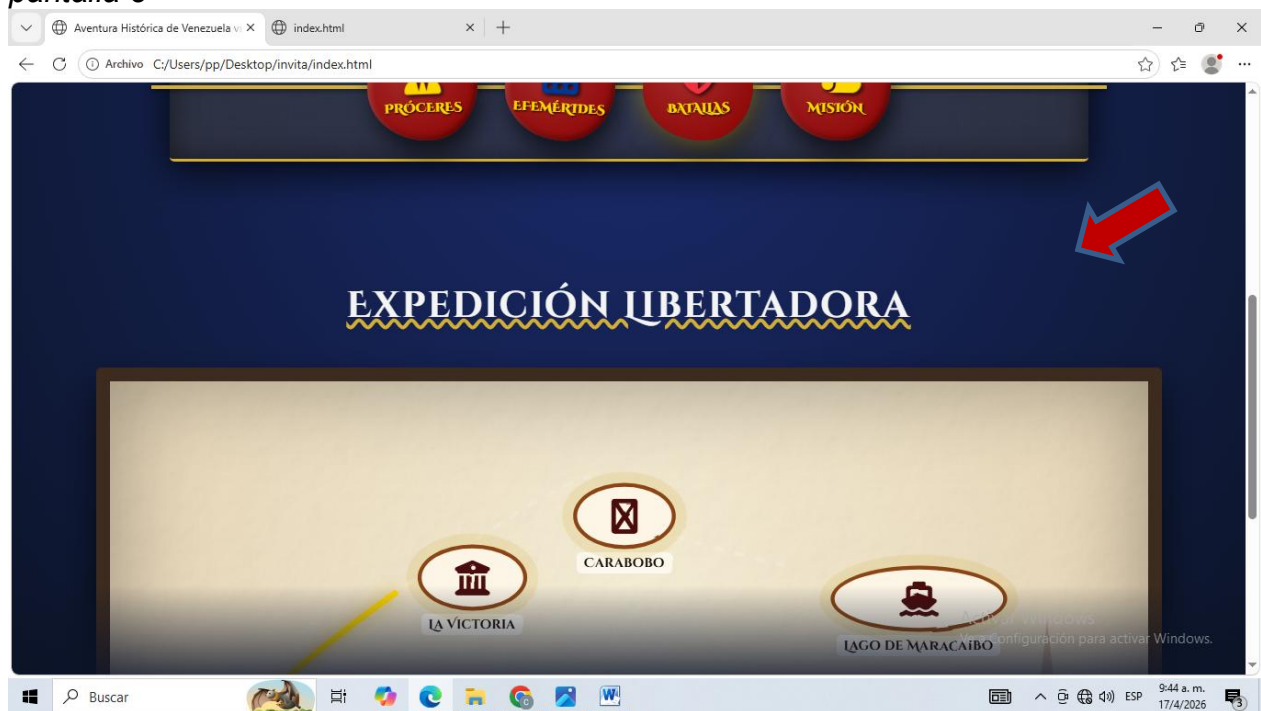 pantalla 3
Aventura Histórica de Venezuela v
index.html
Archivo C:/Users/pp/Desktop/invita/index.html
PRÓCERES
EFEMÉRIDES
BATALLAS
MISIÓN
EXPEDICIÓN LIBERTADORA
CARABOBO
LA VICTORIA
LAGO DE MARACAIBO
Activar Windows
Ve a Configuración para activar Windows.
Buscar
ESP
9:44 a. m.
17/4/2026
3